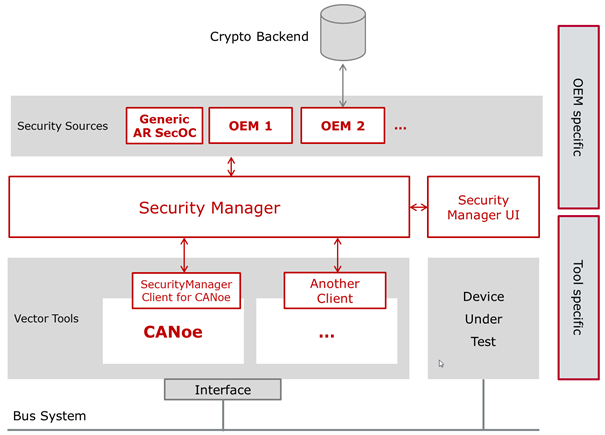 Crypto Backend
Security Sources
Generic
AR SecOC
OEM 1
OEM 2
...
OEM specific
Security Manager
Security
Manager UI
SecurityManager
Client for CANoe
Another
Client
Vector Tools
CANoe
...
Device
Under
Test
Tool specific
Interface
Bus System